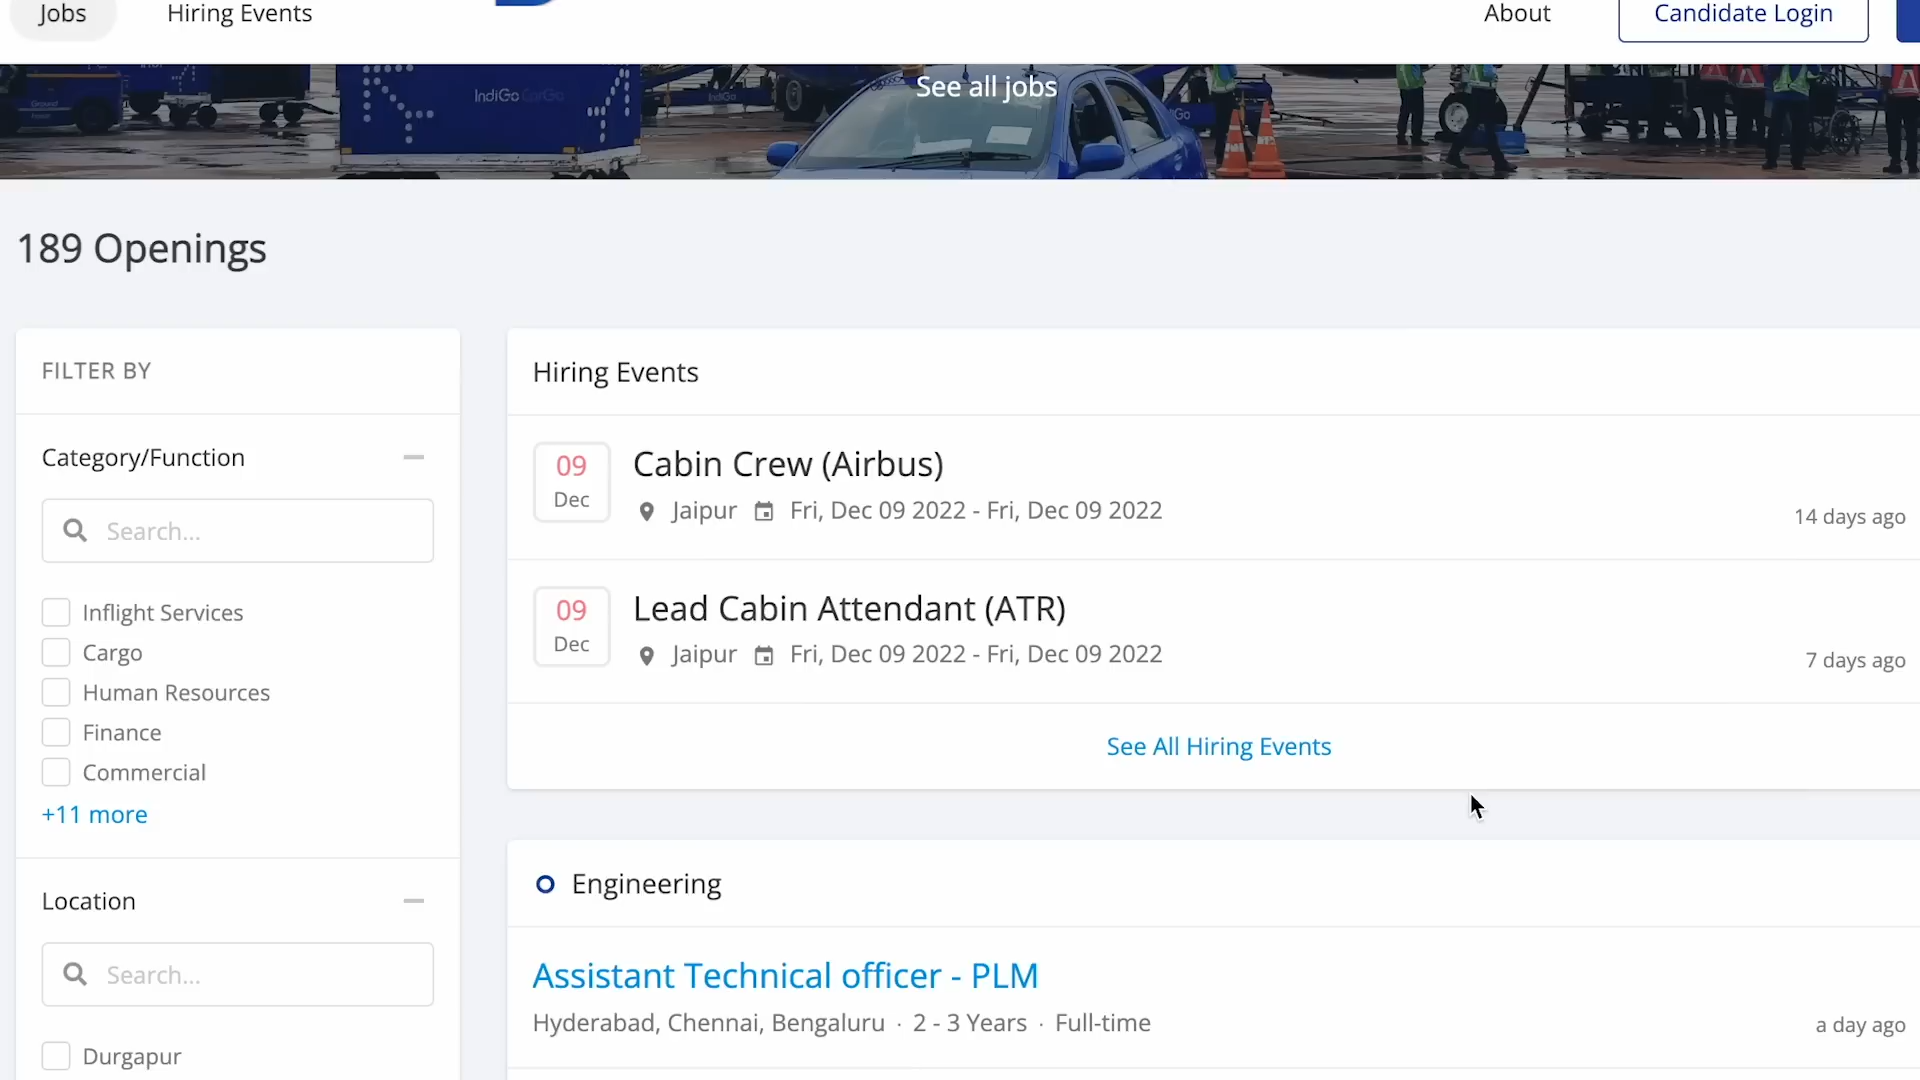 Jobs Hiring Events About Candidate Login
See all jobs
IndiGo CarGo
189 Openings
FILTER BY
Category/Function
Search...
Inflight Services
Cargo
Human Resources
Finance
Commercial
+11 more
Location
Search...
Durgapur
Hiring Events
09
Dec
Cabin Crew (Airbus)
Jaipur Fri, Dec 09 2022 - Fri, Dec 09 2022
14 days ago
09
Dec
Lead Cabin Attendant (ATR)
Jaipur Fri, Dec 09 2022 - Fri, Dec 09 2022
7 days ago
See All Hiring Events
Engineering
Assistant Technical officer - PLM
Hyderabad, Chennai, Bengaluru · 2 - 3 Years · Full-time
a day ago